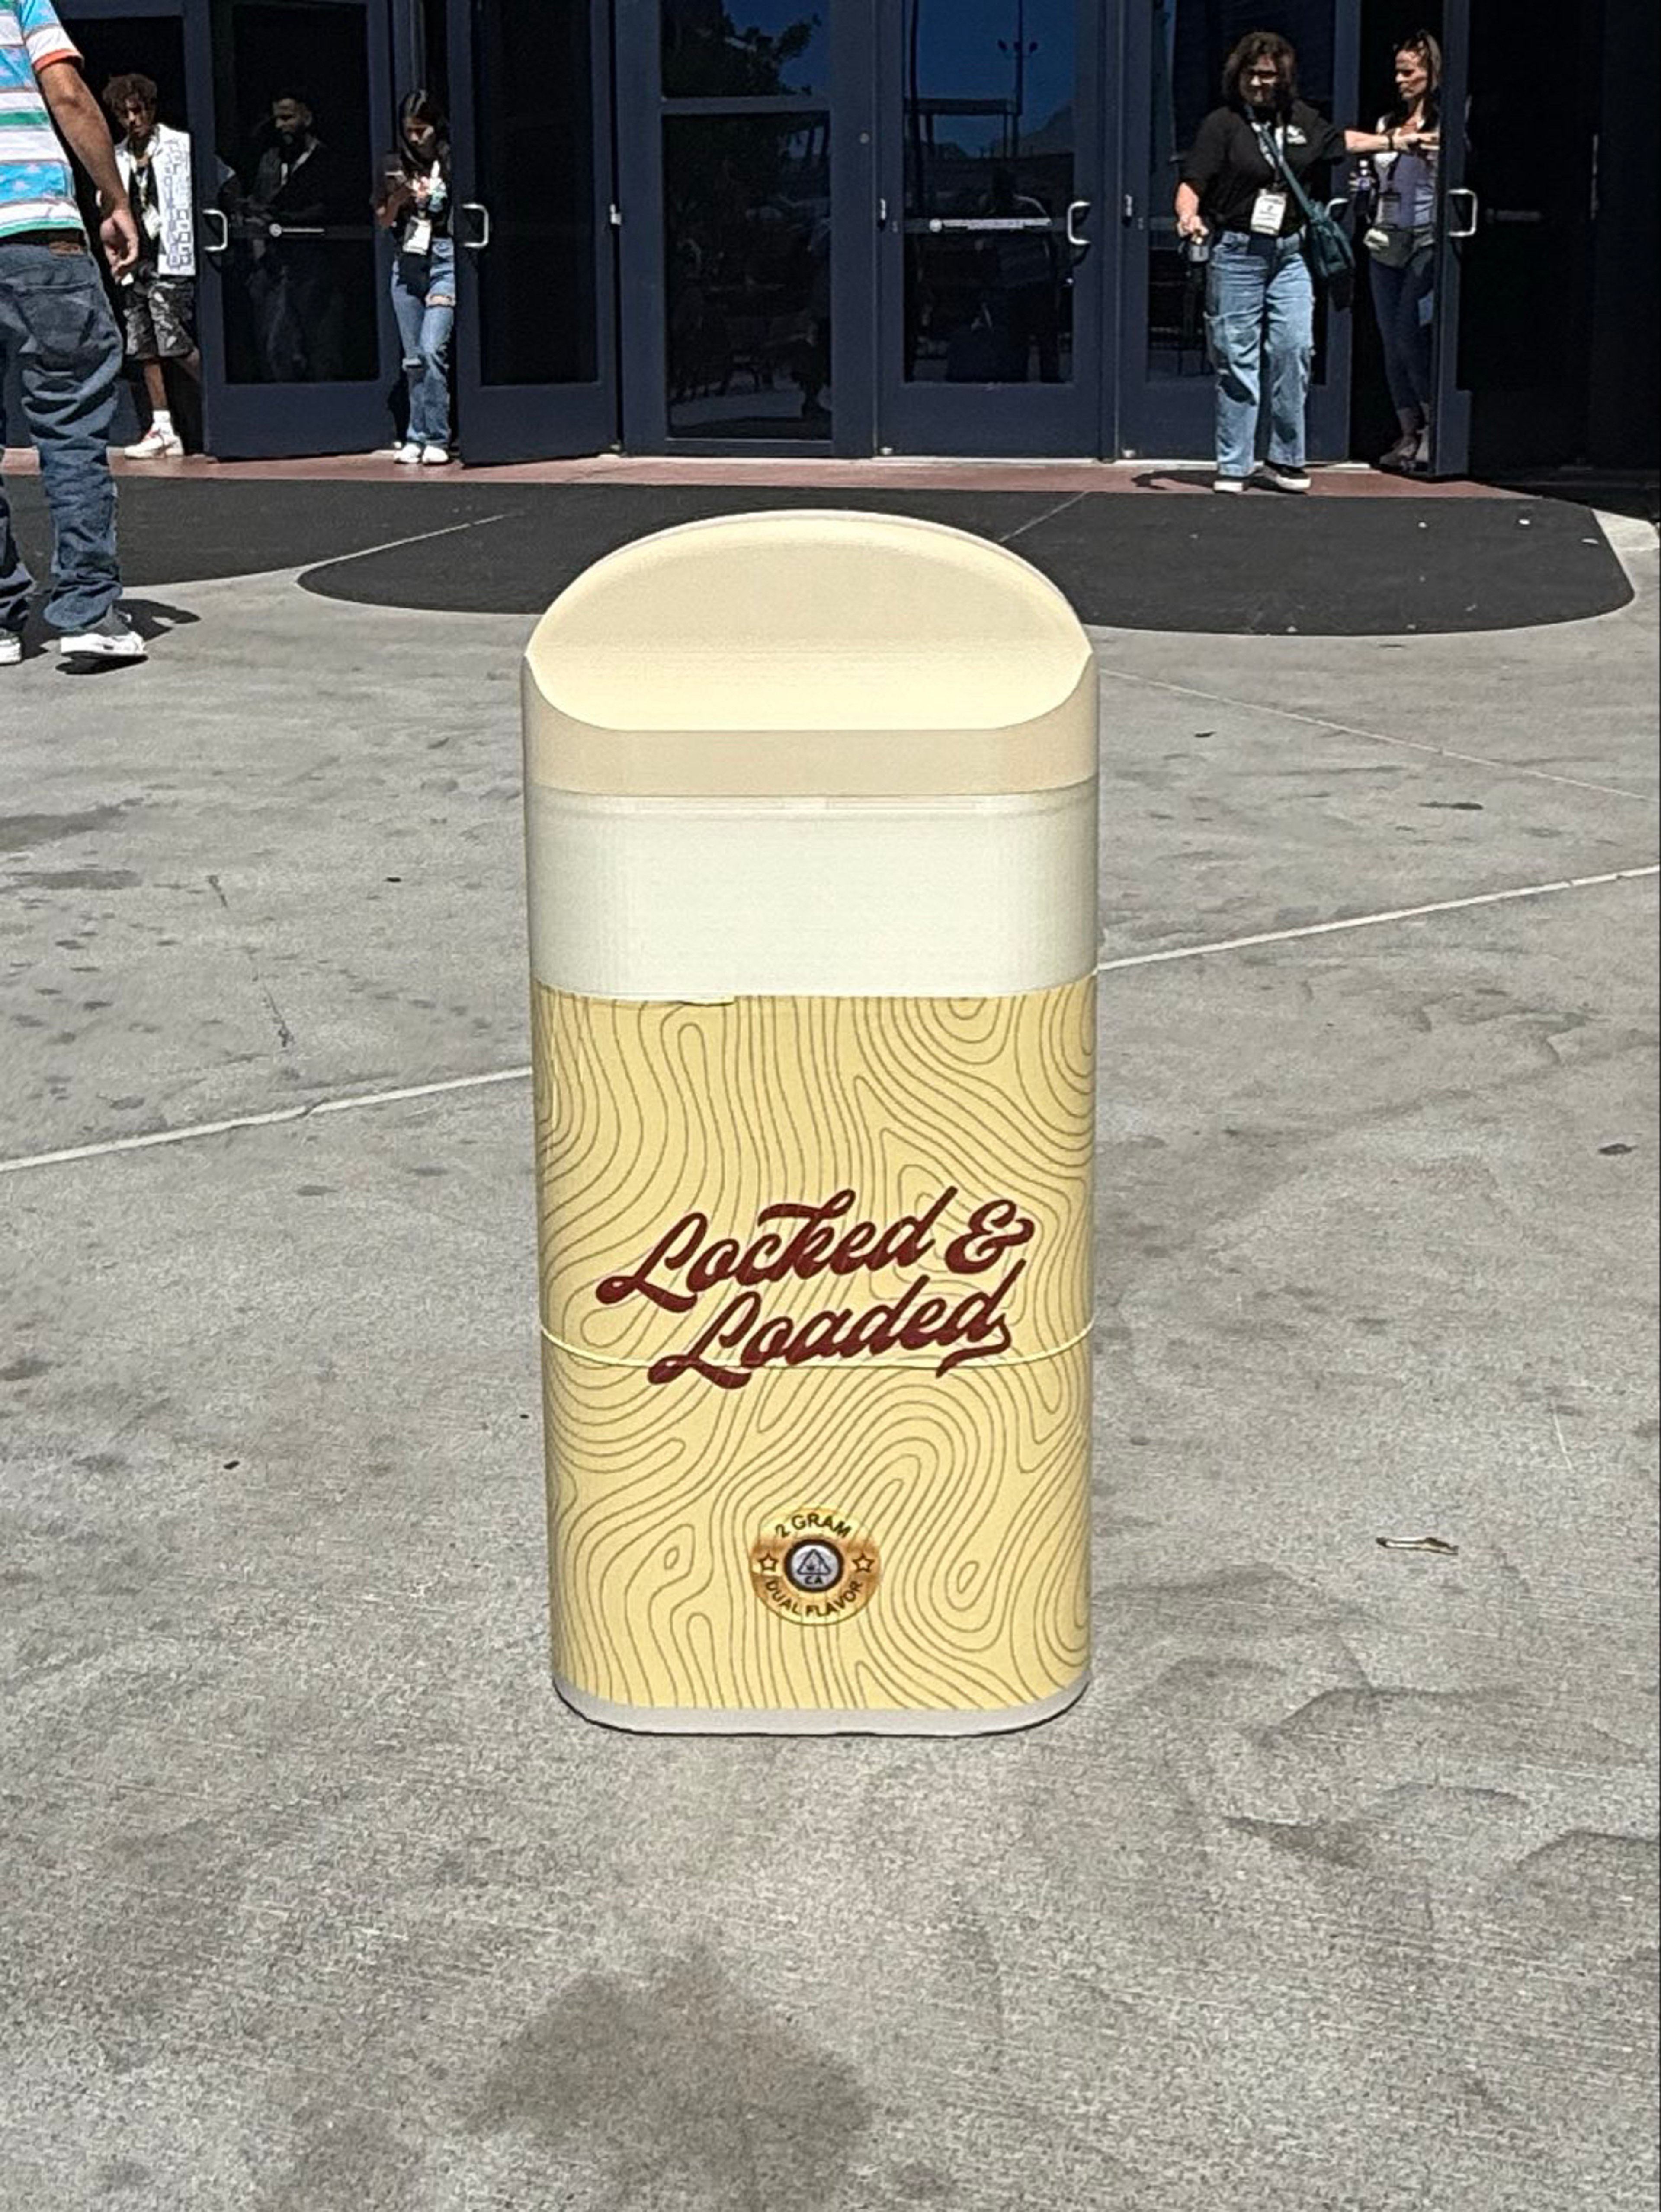 Locked &
Loaded
2 GRAM
CA
DUAL FLAVOR